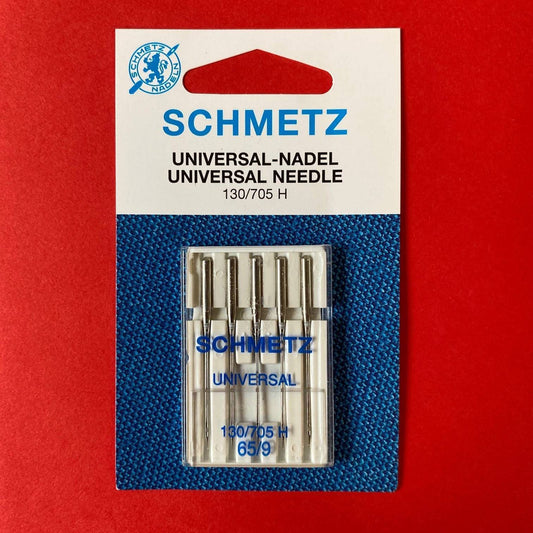 SCHMETZ
NADELN
SCHMETZ
UNIVERSAL-NADEL
UNIVERSAL NEEDLE
130/705 H
SCHMETZ
UNIVERSAL
130/705 H
65/9